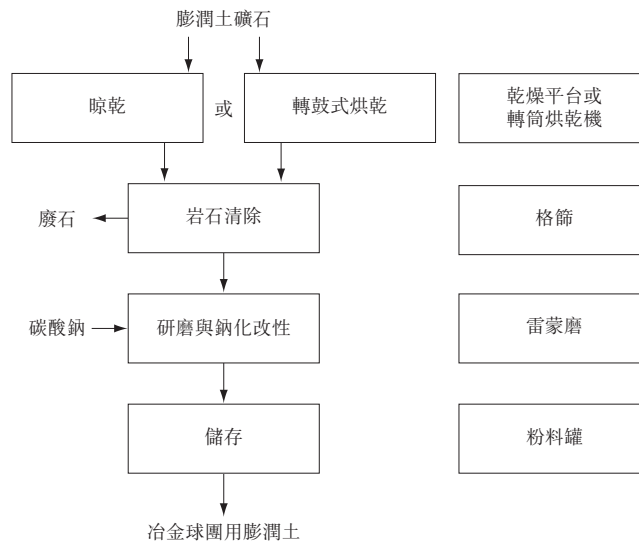 膨潤土礦石
晾乾
或
轉鼓式烘乾
乾燥平台或
轉筒烘乾機
廢石
岩石清除
格篩
碳酸鈉
研磨與鈉化改性
雷蒙磨
儲存
粉料罐
冶金球團用膨潤土